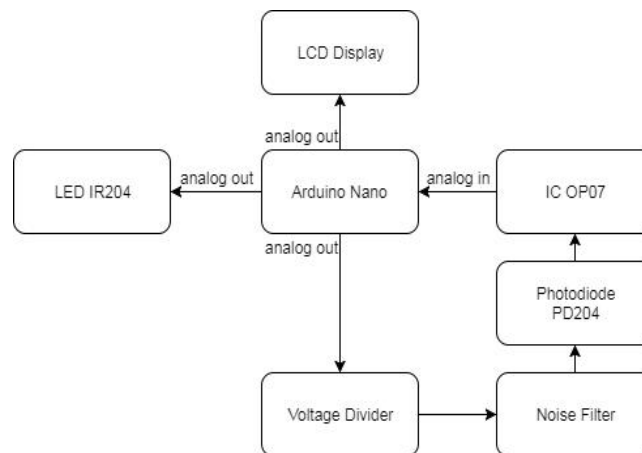 LCD Display
analog out
LED IR204
analog out
Arduino Nano
analog in
IC OP07
analog out
Photodiode
PD204
Voltage Divider
Noise Filter